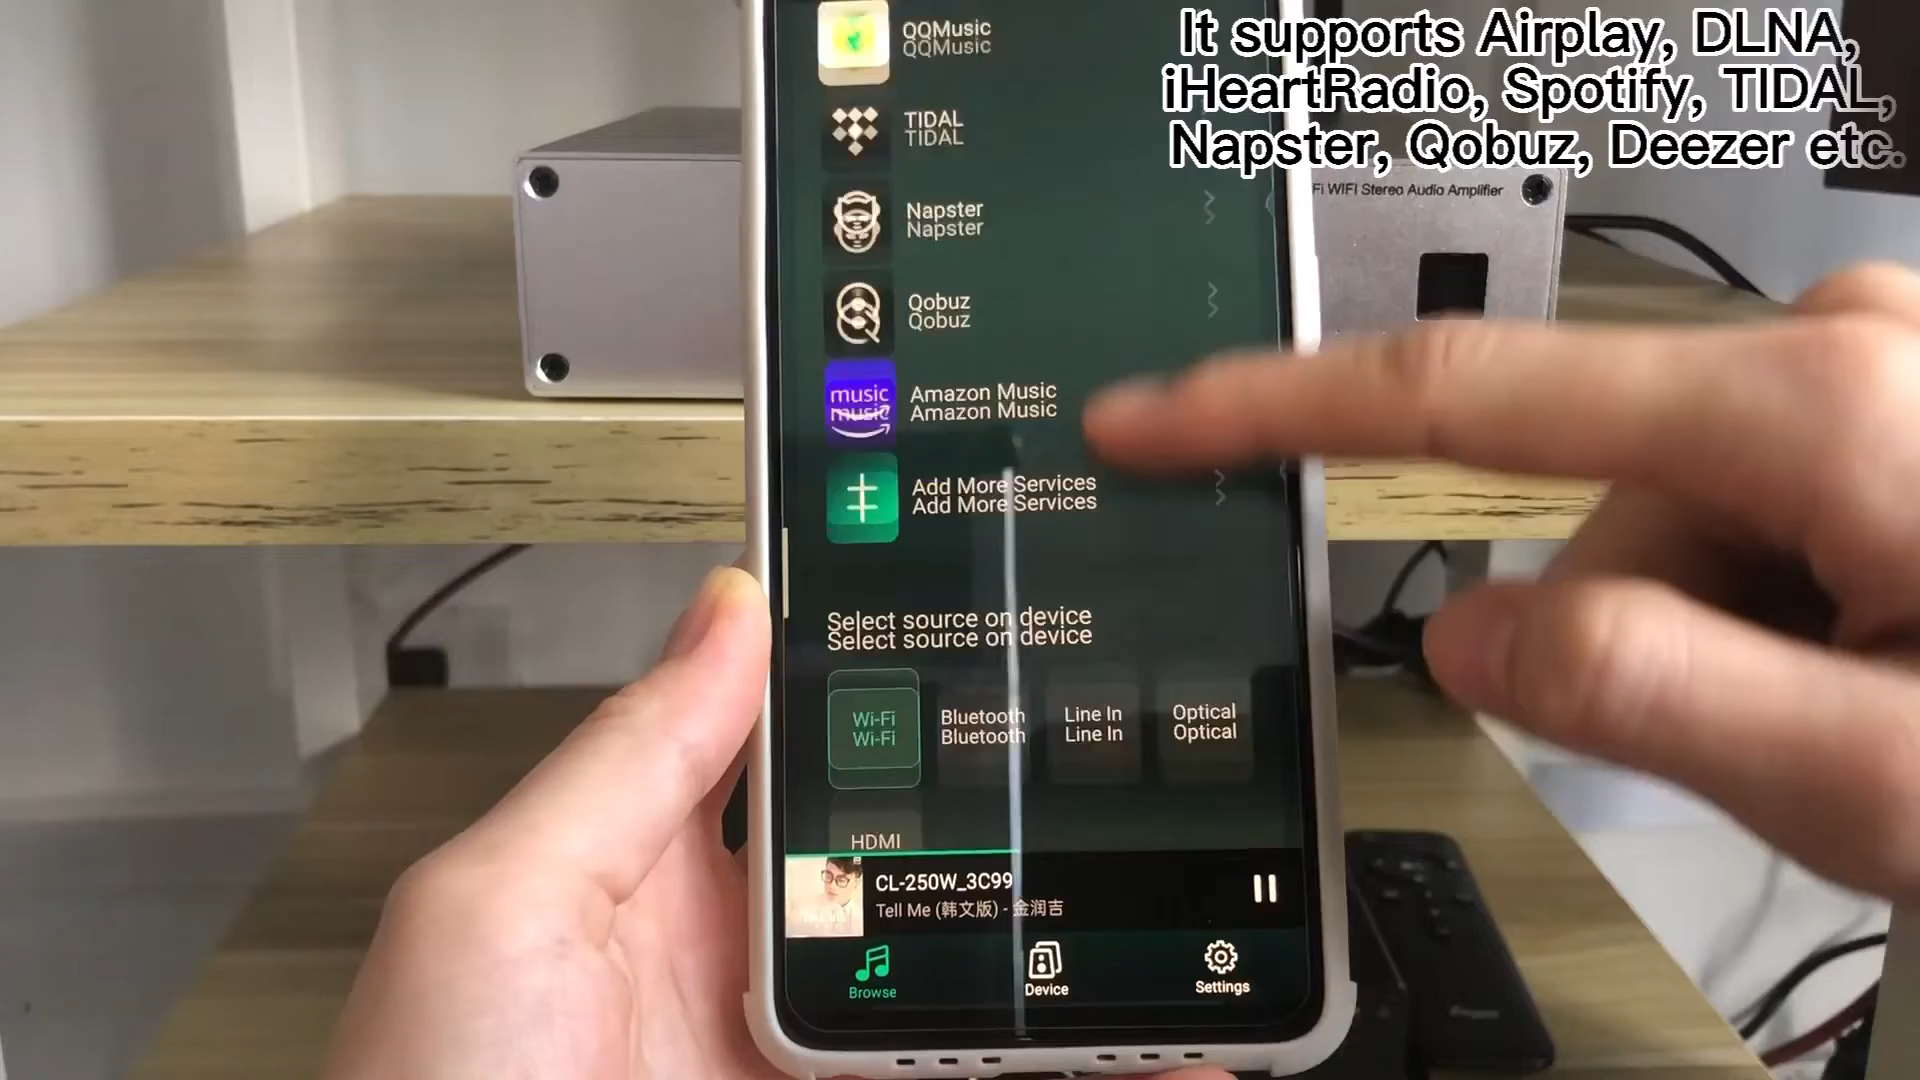 It supports Airplay, DLNA,
iHeartRadio, Spotify, TIDAL,
Napster, Qobuz, Deezer etc.
Fi WIFI Stereo Audio Amplifier
QQMusic
QQMusic
TIDAL
TIDAL
Napster
Napster
Qobuz
Qobuz
music
music
Amazon Music
Amazon Music
Add More Services
Add More Services
Select source on device
Select source on device
Wi-Fi
Wi-Fi
Bluetooth
Bluetooth
Line In
Line In
Optical
Optical
HDMI
CL-250W_3C99
Tell Me (韩文版) - 金润吉
Browse
Device
Settings